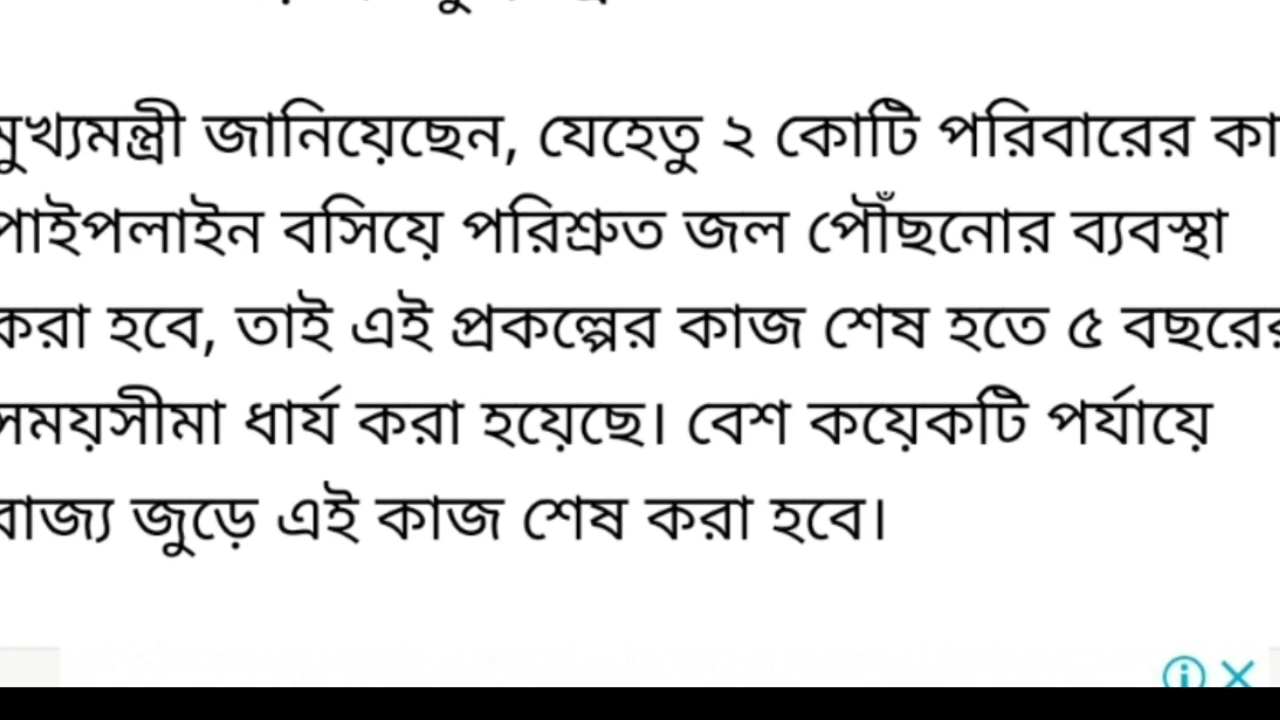 মুখ্যমন্ত্রী জানিয়েছেন, যেহেতু ২ কোটি পরিবারের কা
পাইপলাইন বসিয়ে পরিশ্রুত জল পৌঁছনোর ব্যবস্থা
করা হবে, তাই এই প্রকল্পের কাজ শেষ হতে ৫ বছরের
সময়সীমা ধার্য করা হয়েছে। বেশ কয়েকটি পর্যায়ে
রাজ্য জুড়ে এই কাজ শেষ করা হবে।